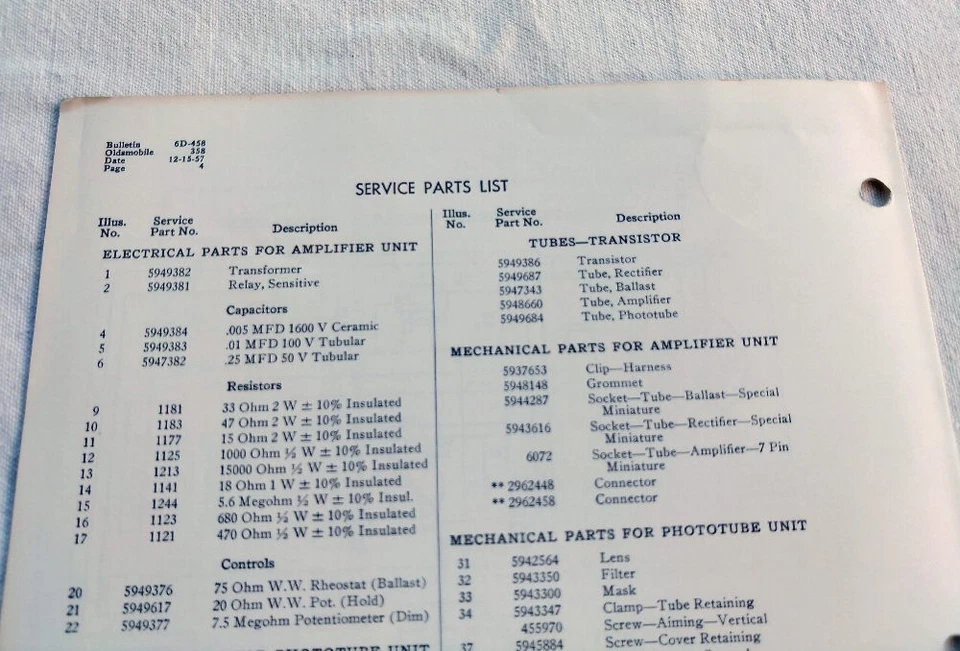 Bulletin 6D-458
Oldsmobile 358
Date 12-15-57
Page 4
SERVICE PARTS LIST
Illus. No. Service Part No. Description
ELECTRICAL PARTS FOR AMPLIFIER UNIT
1 5949382 Transformer
2 5949381 Relay, Sensitive
Capacitors
4 5949384 .005 MFD 1600 V Ceramic
5 5949383 .01 MFD 100 V Tubular
6 5947382 .25 MFD 50 V Tubular
Resistors
9 1181 33 Ohm 2 W ± 10% Insulated
10 1183 47 Ohm 2 W ± 10% Insulated
11 1177 15 Ohm 2 W ± 10% Insulated
12 1125 1000 Ohm ½ W ± 10% Insulated
13 1213 15000 Ohm ½ W ± 10% Insulated
14 1141 18 Ohm 1 W ± 10% Insulated
15 1244 5.6 Megohm ½ W ± 10% Insul.
16 1123 680 Ohm ½ W ± 10% Insulated
17 1121 470 Ohm ½ W ± 10% Insulated
Controls
20 5949376 75 Ohm W.W. Rheostat (Ballast)
21 5949617 20 Ohm W.W. Pot. (Hold)
22 5949377 7.5 Megohm Potentiometer (Dim)
PHOTOTUBE UNIT
Illus. No. Service Part No. Description
TUBES—TRANSISTOR
5949386 Transistor
5949687 Tube, Rectifier
5947343 Tube, Ballast
5948660 Tube, Amplifier
5949684 Tube, Phototube
MECHANICAL PARTS FOR AMPLIFIER UNIT
5937653 Clip—Harness
5948148 Grommet
5944287 Socket—Tube—Ballast—Special
Miniature
5943616 Socket—Tube—Rectifier—Special
Miniature
6072 Socket—Tube—Amplifier—7 Pin
Miniature
** 2962448 Connector
** 2962458 Connector
MECHANICAL PARTS FOR PHOTOTUBE UNIT
31 5942564 Lens
32 5943350 Filter
33 5943300 Mask
34 5943347 Clamp—Tube Retaining
455970 Screw—Aiming—Vertical
37 5945884 Screw—Cover Retaining